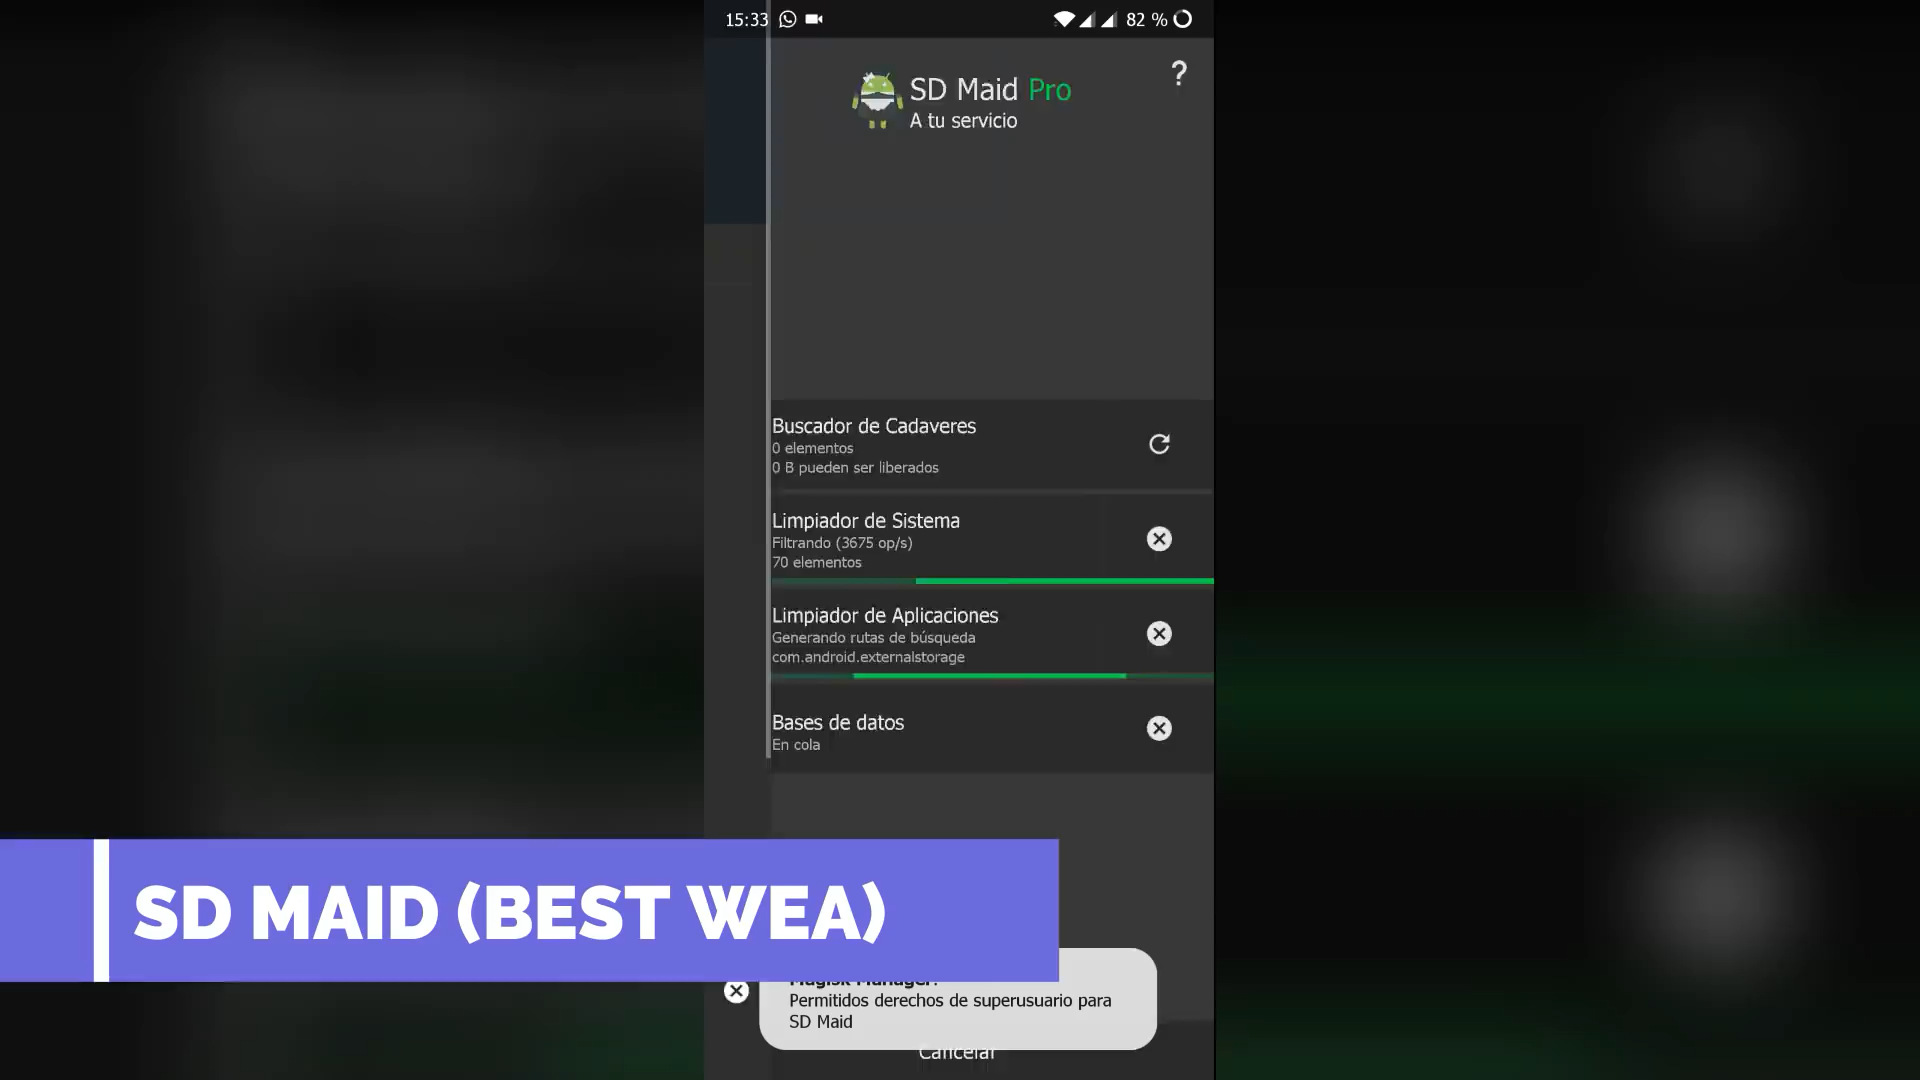 15:33
82 %
SD Maid Pro
?
A tu servicio
Buscador de Cadaveres
0 elementos
0 B pueden ser liberados
Limpiador de Sistema
Filtrando (3675 op/s)
70 elementos
Limpiador de Aplicaciones
Generando rutas de búsqueda
com.android.externalstorage
Bases de datos
En cola
SD MAID (BEST WEA)
Magisk Manager:
Permitidos derechos de superusuario para
SD Maid
Cancelar